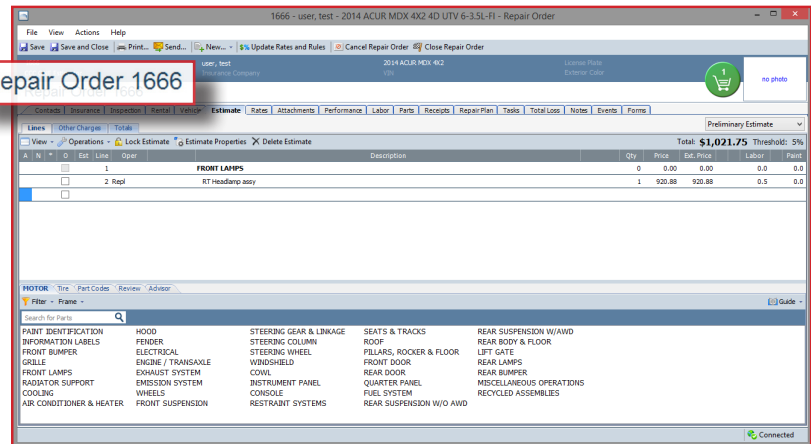 1666 - user, test - 2014 ACUR MDX 4X2 4D UTV 6-3.5L-FI - Repair Order
File View Actions Help
Save Save and Close Print... Send... New... $% Update Rates and Rules Cancel Repair Order Close Repair Order
user, test 2014 ACUR MDX 4X2 License Plate
Insurance Company VIN Exterior Color
epair Order 1666
1
no photo
Contacts Insurance Inspection Rental Vehicle Estimate Rates Attachments Performance Labor Parts Receipts Repair Plan Tasks Total Loss Notes Events Forms
Lines Other Charges Totals
Preliminary Estimate
View Operations Lock Estimate Estimate Properties Delete Estimate
Total: $1,021.75 Threshold: 5%
A N * O Est Line Oper Description Qty Price Ext. Price Labor Paint
1 FRONT LAMPS 0 0.00 0.00 0.0 0.0
2 Repl RT Headlamp assy 1 920.88 920.88 0.5 0.0
MOTOR Tire Part Codes Review Advisor
Filter Frame Guide
Search for Parts
PAINT IDENTIFICATION HOOD STEERING GEAR & LINKAGE SEATS & TRACKS REAR SUSPENSION W/AWD
INFORMATION LABELS FENDER STEERING COLUMN ROOF REAR BODY & FLOOR
FRONT BUMPER ELECTRICAL STEERING WHEEL PILLARS, ROCKER & FLOOR LIFT GATE
GRILLE ENGINE / TRANSAXLE WINDSHIELD FRONT DOOR REAR LAMPS
FRONT LAMPS EXHAUST SYSTEM COWL REAR DOOR REAR BUMPER
RADIATOR SUPPORT EMISSION SYSTEM INSTRUMENT PANEL QUARTER PANEL MISCELLANEOUS OPERATIONS
COOLING WHEELS CONSOLE FUEL SYSTEM RECYCLED ASSEMBLIES
AIR CONDITIONER & HEATER FRONT SUSPENSION RESTRAINT SYSTEMS REAR SUSPENSION W/O AWD
Connected